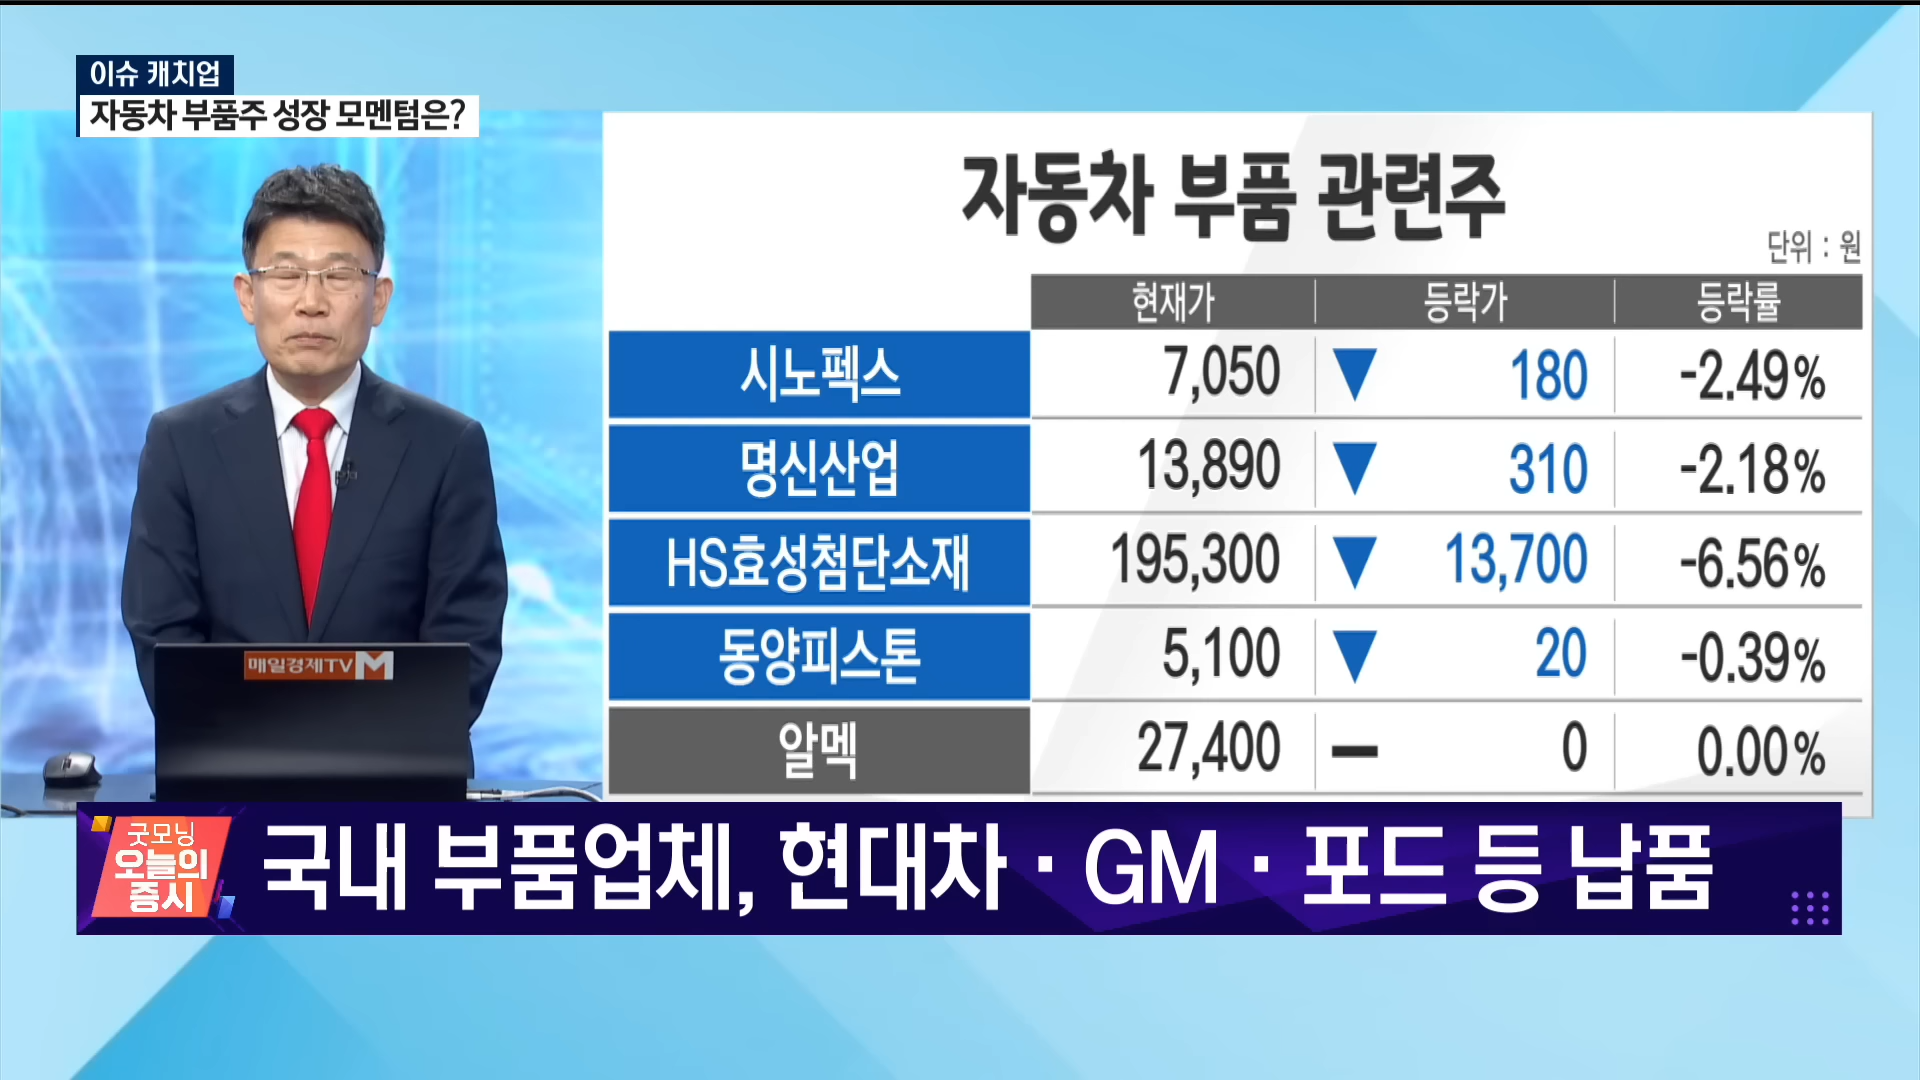 이슈 캐치업
자동차 부품주 성장 모멘텀은?
자동차 부품 관련주
단위 : 원
현재가 등락가 등락률
시노펙스 7,050 ▼ 180 -2.49%
명신산업 13,890 ▼ 310 -2.18%
HS효성첨단소재 195,300 ▼ 13,700 -6.56%
동양피스톤 5,100 ▼ 20 -0.39%
알멕 27,400 ㅡ 0 0.00%
매일경제TV M
굿모닝
오늘의
증시
국내 부품업체, 현대차 · GM · 포드 등 납품